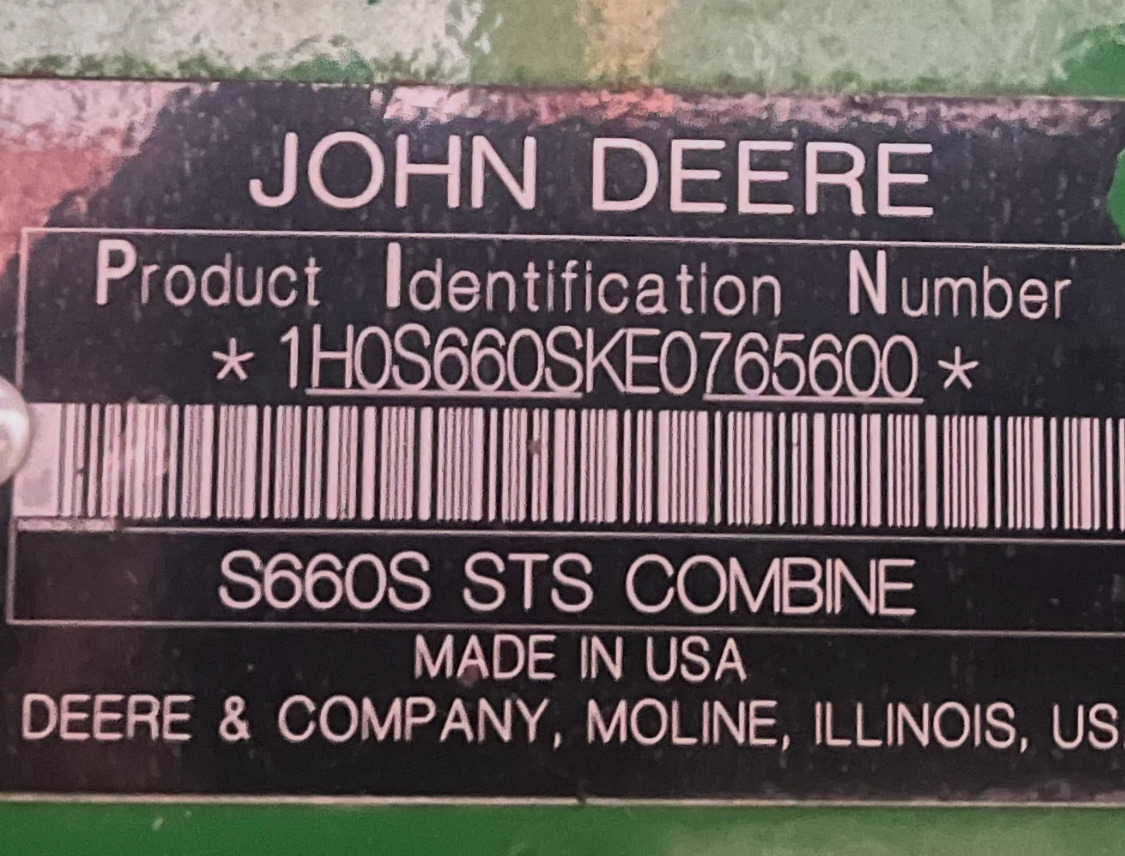 JOHN DEERE
Product Identification Number
* 1H0S660SKE0765600 *
S660S STS COMBINE
MADE IN USA
DEERE & COMPANY, MOLINE, ILLINOIS, US